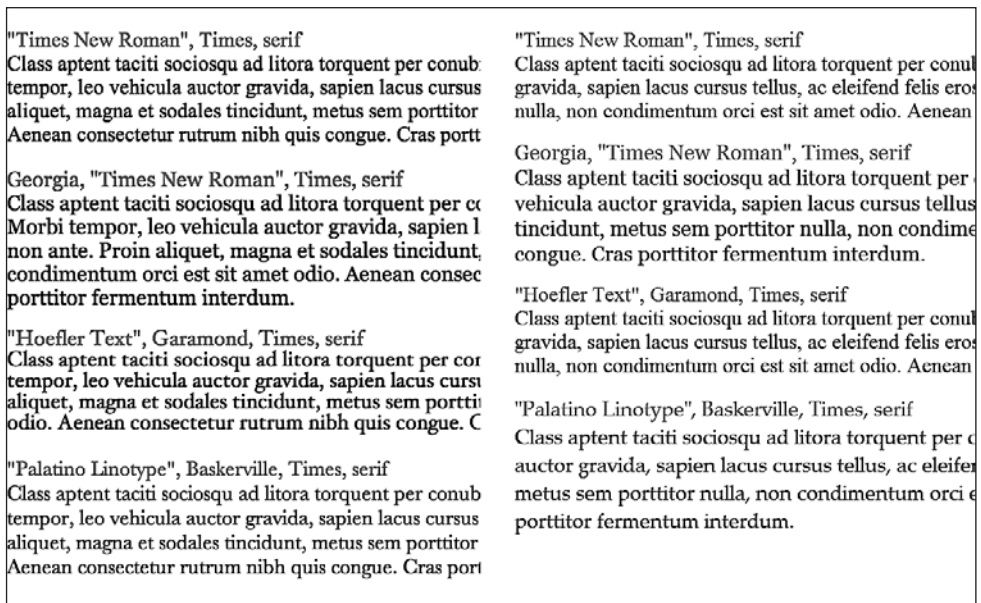 "Times New Roman", Times, serif
Class aptent taciti sociosqu ad litora torquent per
tempor, leo vehicula auctor gravida, sapien lacus cursus
aliquet, magna et sodales tincidunt, metus sem porttitor
Aenean consectetur rutrum nibh quis congue. Cras
Georgia, "Times New Roman", Times, serif
Class aptent taciti sociosqu ad litora torquent per
Morbi tempor, leo vehicula auctor gravida, sapien
non ante. Proin aliquet, magna et sodales tincidunt,
condimentum orci est sit amet odio. Aenean consec
porttitor fermentum interdum.
"Hoefler Text", Garamond, Times, serif
Class aptent taciti sociosqu ad litora torquent per
tempor, leo vehicula auctor gravida, sapien lacus
aliquet, magna et sodales tincidunt, metus sem
odio. Aenean consectetur rutrum nibh quis congue. C
"Palatino Linotype", Baskerville, Times, serif
Class aptent taciti sociosqu ad litora torquent per conub
tempor, leo vehicula auctor gravida, sapien lacus cursus
aliquet, magna et sodales tincidunt, metus sem porttitor
Aenean consectetur rutrum nibh quis congue. Cras
"Times New Roman", Times, serif
Class aptent taciti sociosqu ad litora torquent per
gravida, sapien lacus cursus tellus, ac eleifend felis
nulla, non condimentum orci est sit amet odio. Aenean
Georgia, "Times New Roman", Times, serif
Class aptent taciti sociosqu ad litora torquent per
vehicula auctor gravida, sapien lacus cursus tellus
tincidunt, metus sem porttitor nulla, non
congue. Cras porttitor fermentum interdum.
"Hoefler Text", Garamond, Times, serif
Class aptent taciti sociosqu ad litora torquent per
gravida, sapien lacus cursus tellus, ac eleifend felis
nulla, non condimentum orci est sit amet odio. Aenean
"Palatino Linotype", Baskerville, Times, serif
Class aptent taciti sociosqu ad litora torquent per
auctor gravida, sapien lacus cursus tellus, ac
metus sem porttitor nulla, non condimentum orci
porttitor fermentum interdum.